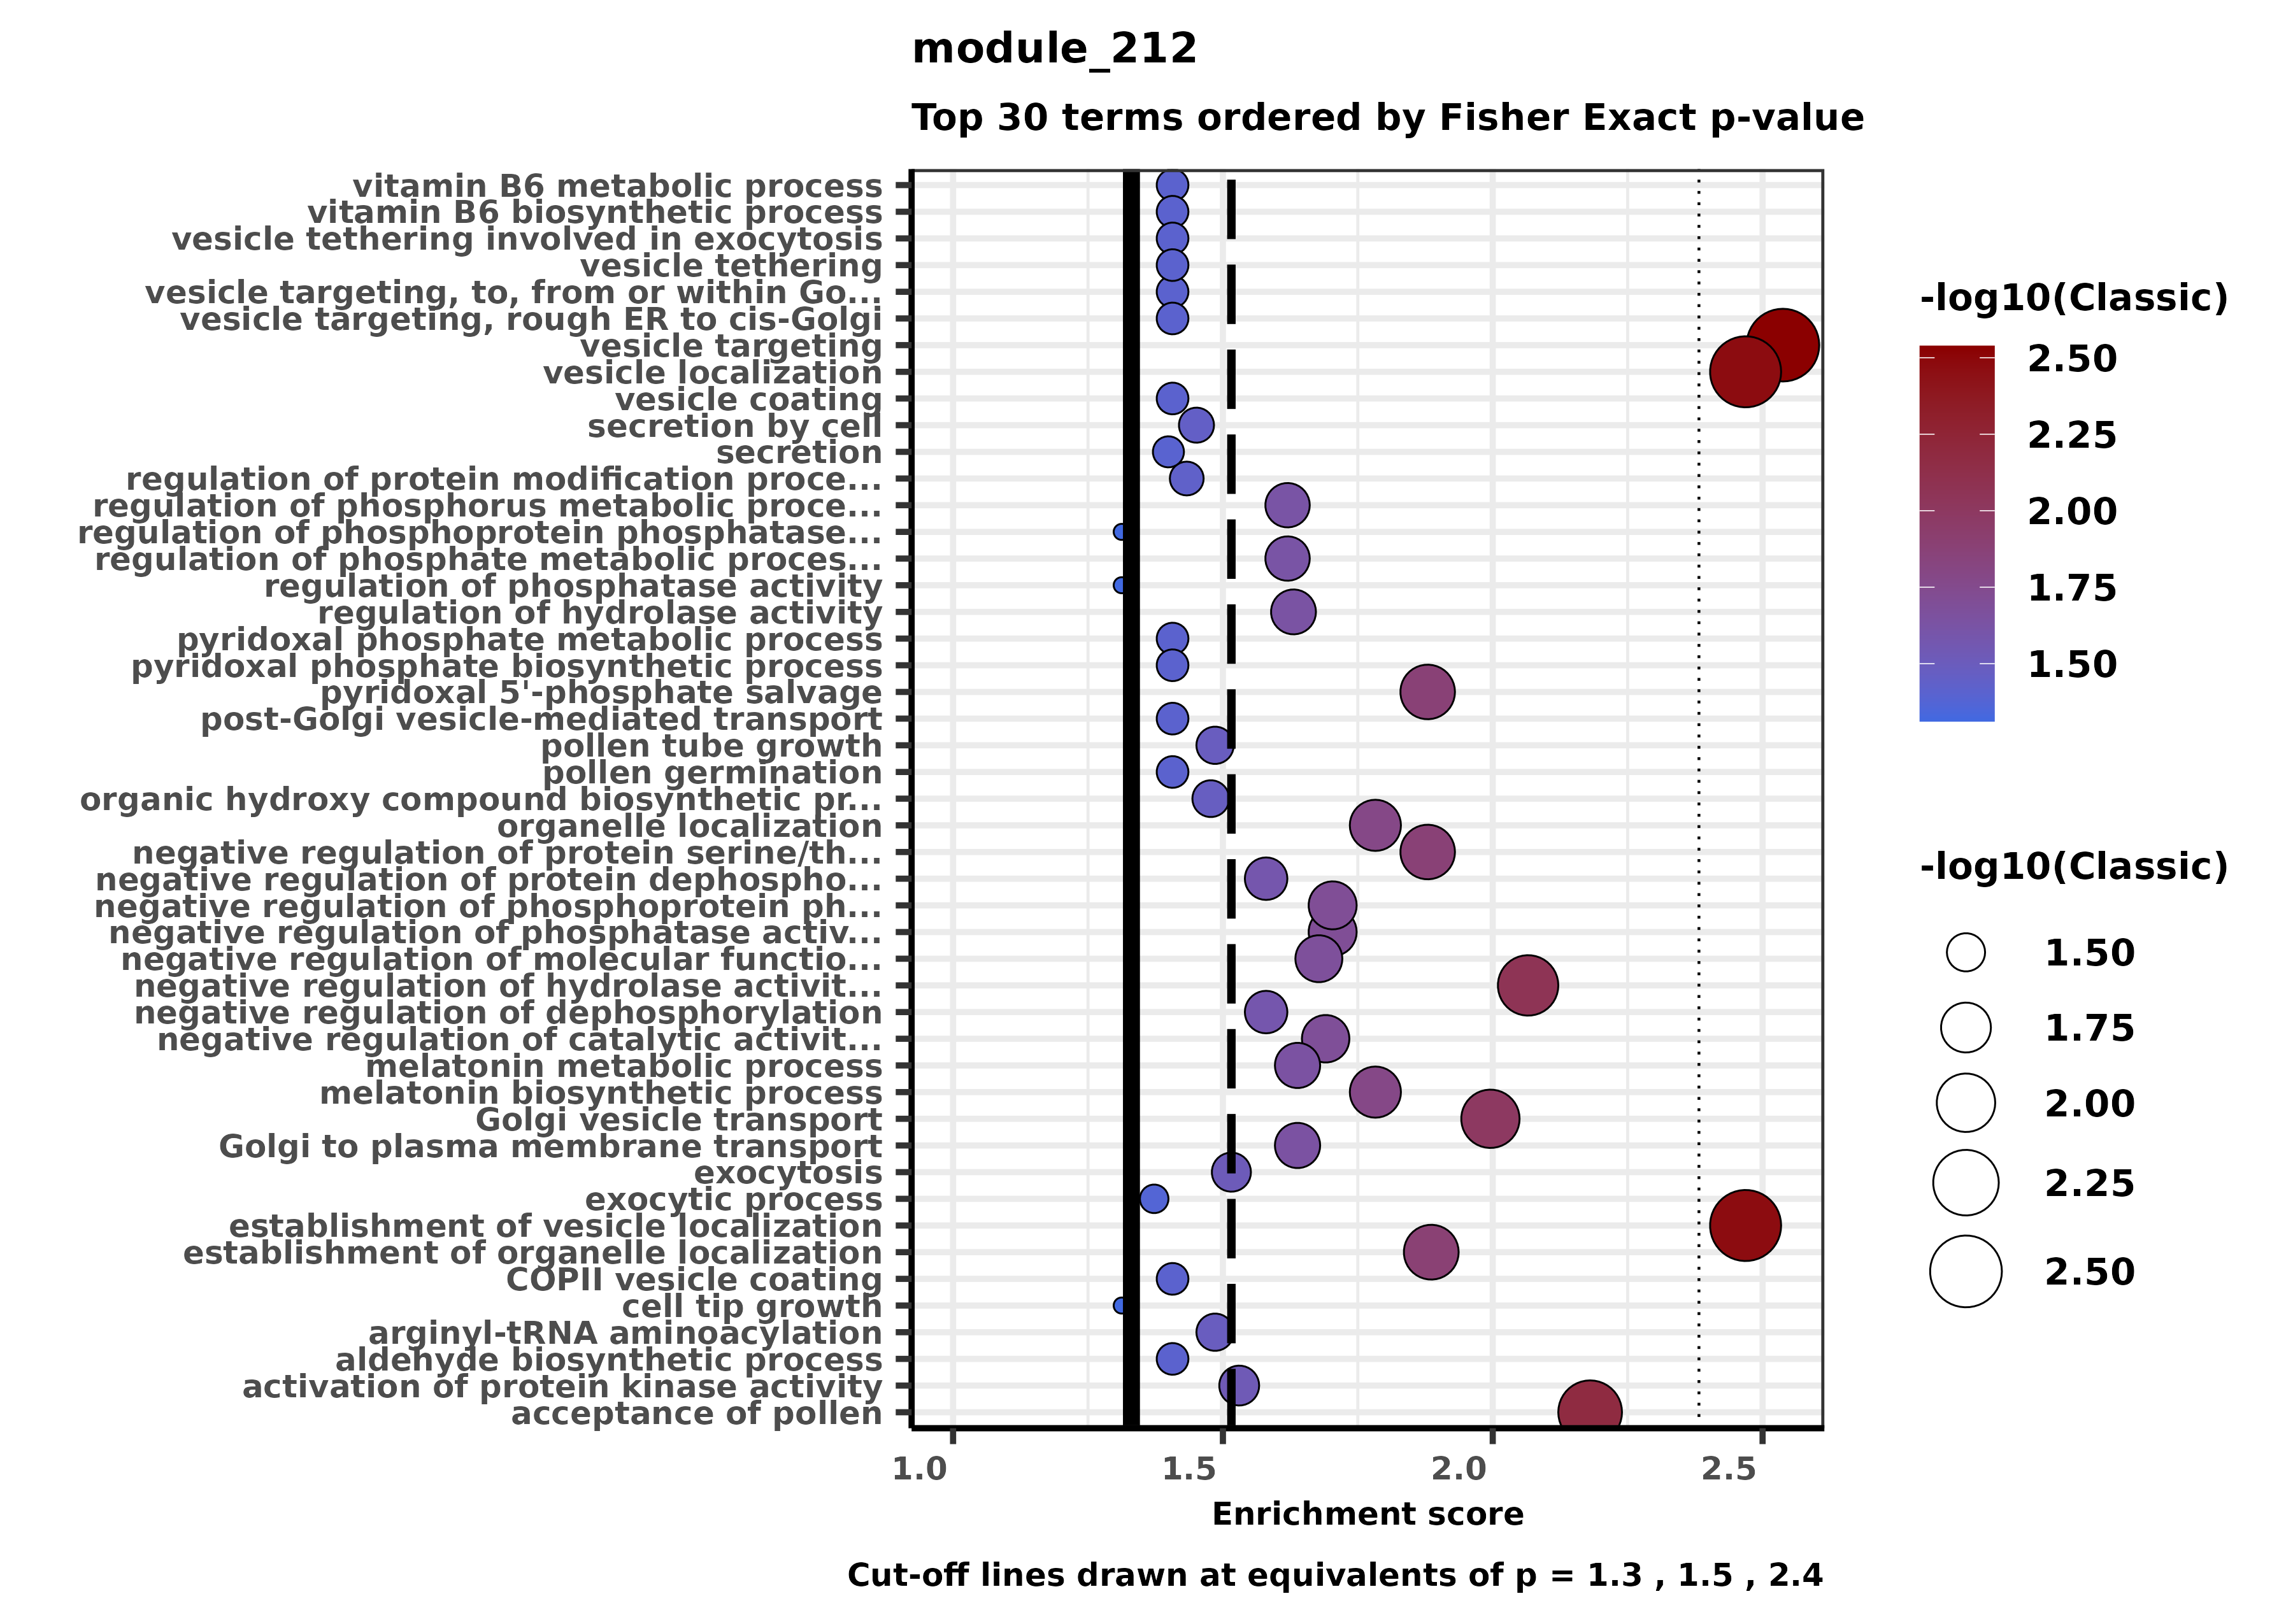 module_212
Top 30 terms ordered by Fisher Exact p-value
vitamin B6 metabolic process
vitamin B6 biosynthetic process
vesicle tethering involved in exocytosis
vesicle tethering
vesicle targeting, to, from or within Go...
vesicle targeting, rough ER to cis-Golgi
vesicle targeting
vesicle localization
vesicle coating
secretion by cell
secretion
regulation of protein modification proce...
regulation of phosphorus metabolic proce...
regulation of phosphoprotein phosphatase...
regulation of phosphate metabolic proces...
regulation of phosphatase activity
regulation of hydrolase activity
pyridoxal phosphate metabolic process
pyridoxal phosphate biosynthetic process
pyridoxal 5'-phosphate salvage
post-Golgi vesicle-mediated transport
pollen tube growth
pollen germination
organic hydroxy compound biosynthetic pr...
organelle localization
negative regulation of protein serine/th...
negative regulation of protein dephospho...
negative regulation of phosphoprotein ph...
negative regulation of phosphatase activ...
negative regulation of molecular functio...
negative regulation of hydrolase activit...
negative regulation of dephosphorylation
negative regulation of catalytic activit...
melatonin metabolic process
melatonin biosynthetic process
Golgi vesicle transport
Golgi to plasma membrane transport
exocytosis
exocytic process
establishment of vesicle localization
establishment of organelle localization
COPII vesicle coating
cell tip growth
arginyl-tRNA aminoacylation
aldehyde biosynthetic process
activation of protein kinase activity
acceptance of pollen
1.0 1.5 2.0 2.5
Enrichment score
Cut-off lines drawn at equivalents of p = 1.3 , 1.5 , 2.4
-log10(Classic)
2.50
2.25
2.00
1.75
1.50
-log10(Classic)
1.50
1.75
2.00
2.25
2.50